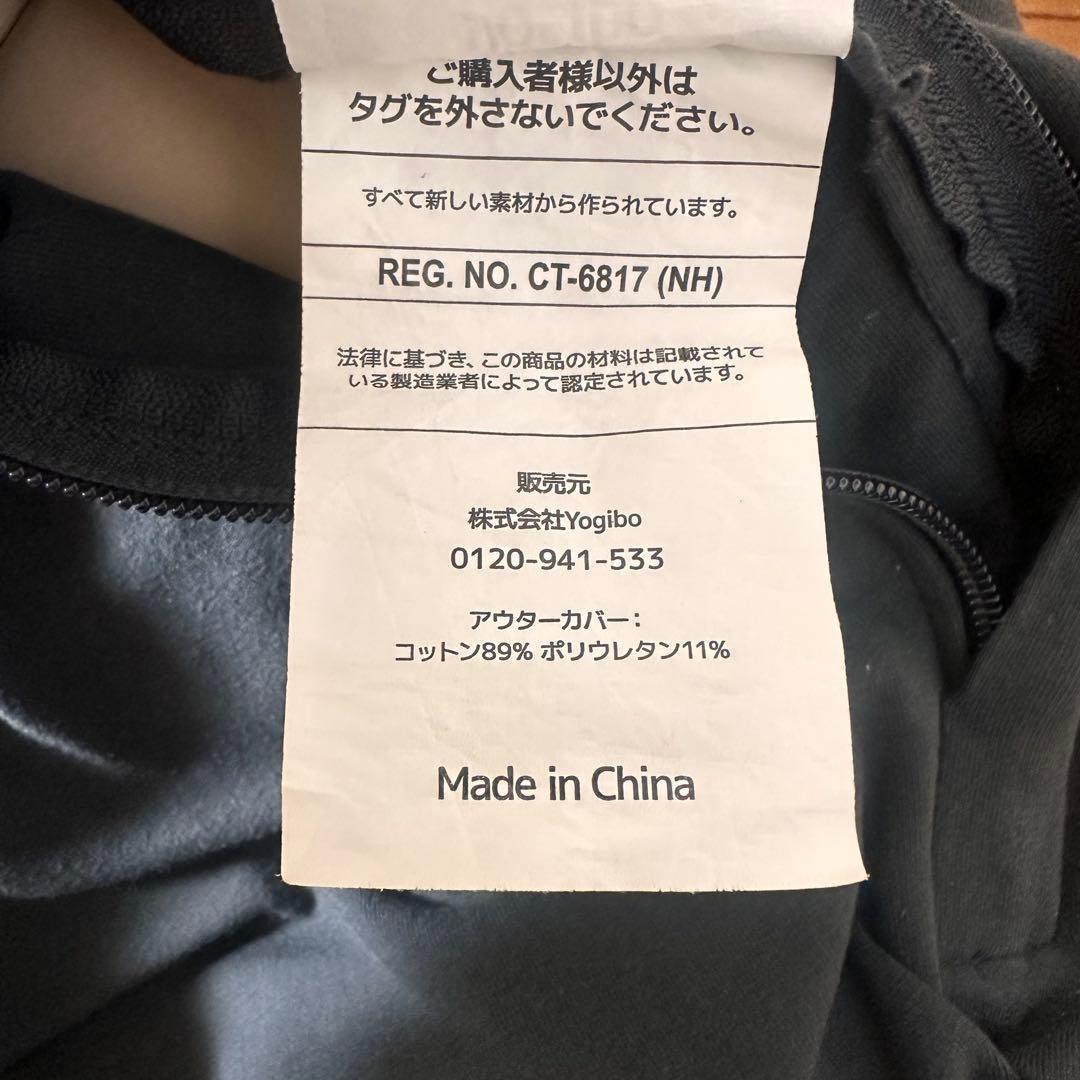 ご購入者様以外は
タグを外さないでください。
すべて新しい素材から作られています。
REG. NO. CT-6817 (NH)
法律に基づき、この商品の材料は記載されて
いる製造業者によって認定されています。
販売元
株式会社Yogibo
0120-941-533
アウターカバー：
コットン89% ポリウレタン11%
Made in China